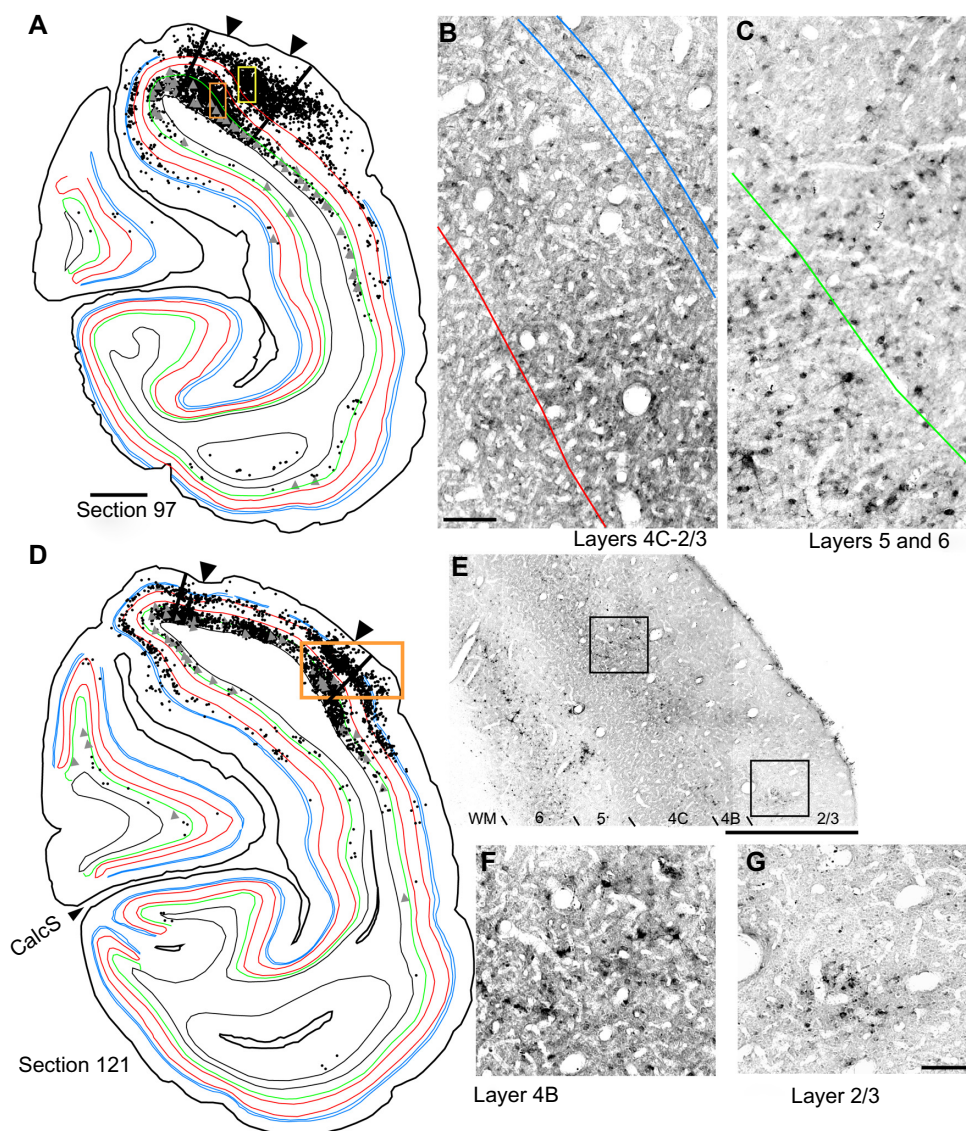 A
B
C
Section 97
Layers 4C-2/3
Layers 5 and 6
D
E
WM 6 5 4C 4B 2/3
CalcS
F
G
Section 121
Layer 4B
Layer 2/3